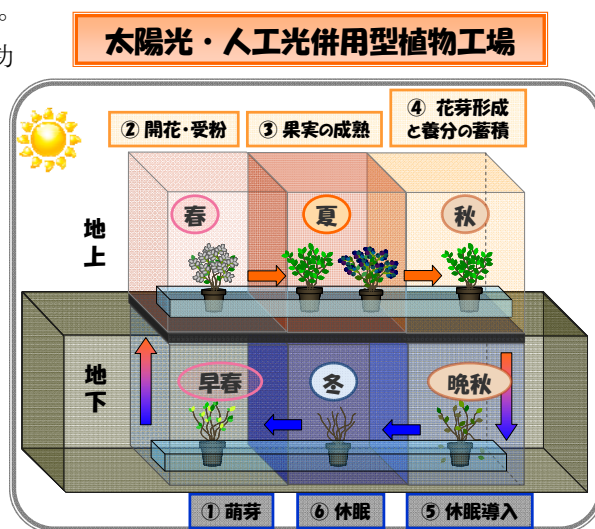 。
功
太陽光・人工光併用型植物工場
② 開花・受粉
③ 果実の成熟
④ 花芽形成
と養分の蓄積
春
夏
秋
地上
早春
冬
晩秋
地下
① 萌芽
⑥ 休眠
⑤ 休眠導入